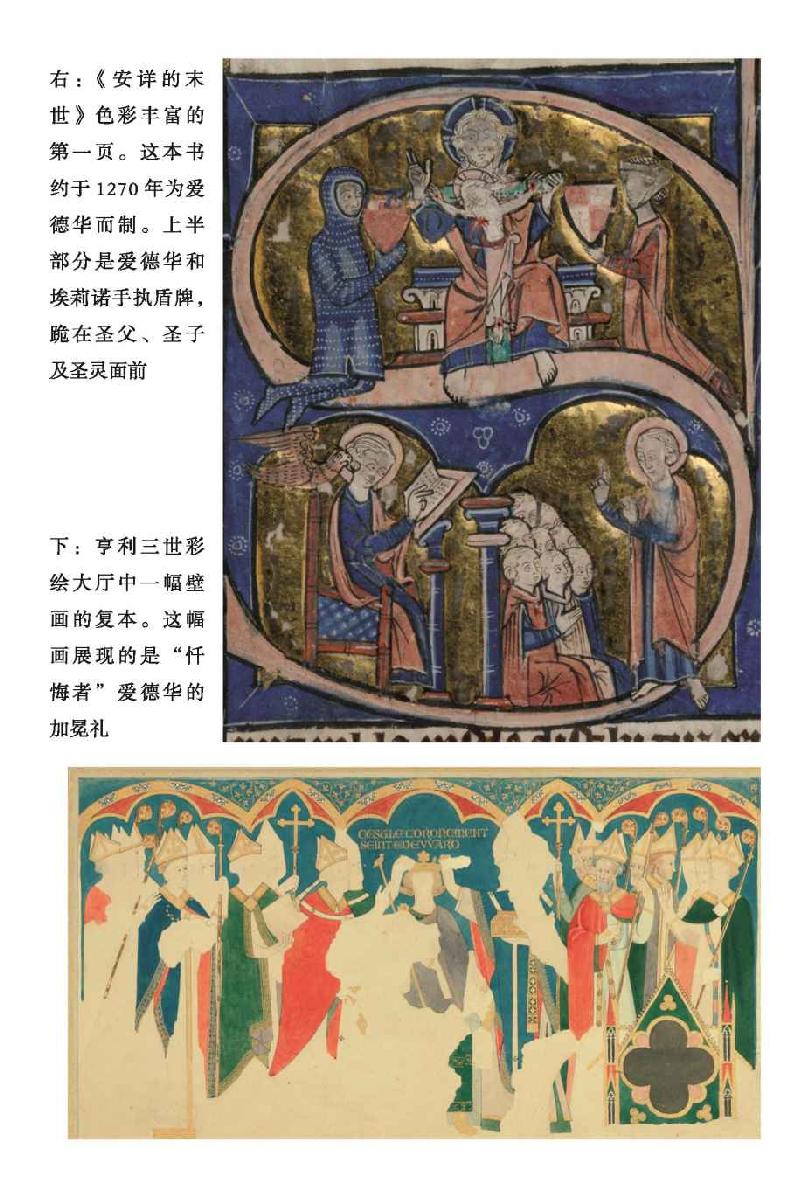 右：《安详的末
世》色彩丰富的
第一页。这本书
约于1270年为爱
德华而制。上半
部分是爱德华和
埃莉诺手执盾牌，
跪在圣父、圣子
及圣灵面前
下：亨利三世彩
绘大厅中一幅壁
画的复本。这幅
画展现的是“忏
悔者”爱德华的
加冕礼
CESGLE CORONEMENT
SEINT EDEVVARD